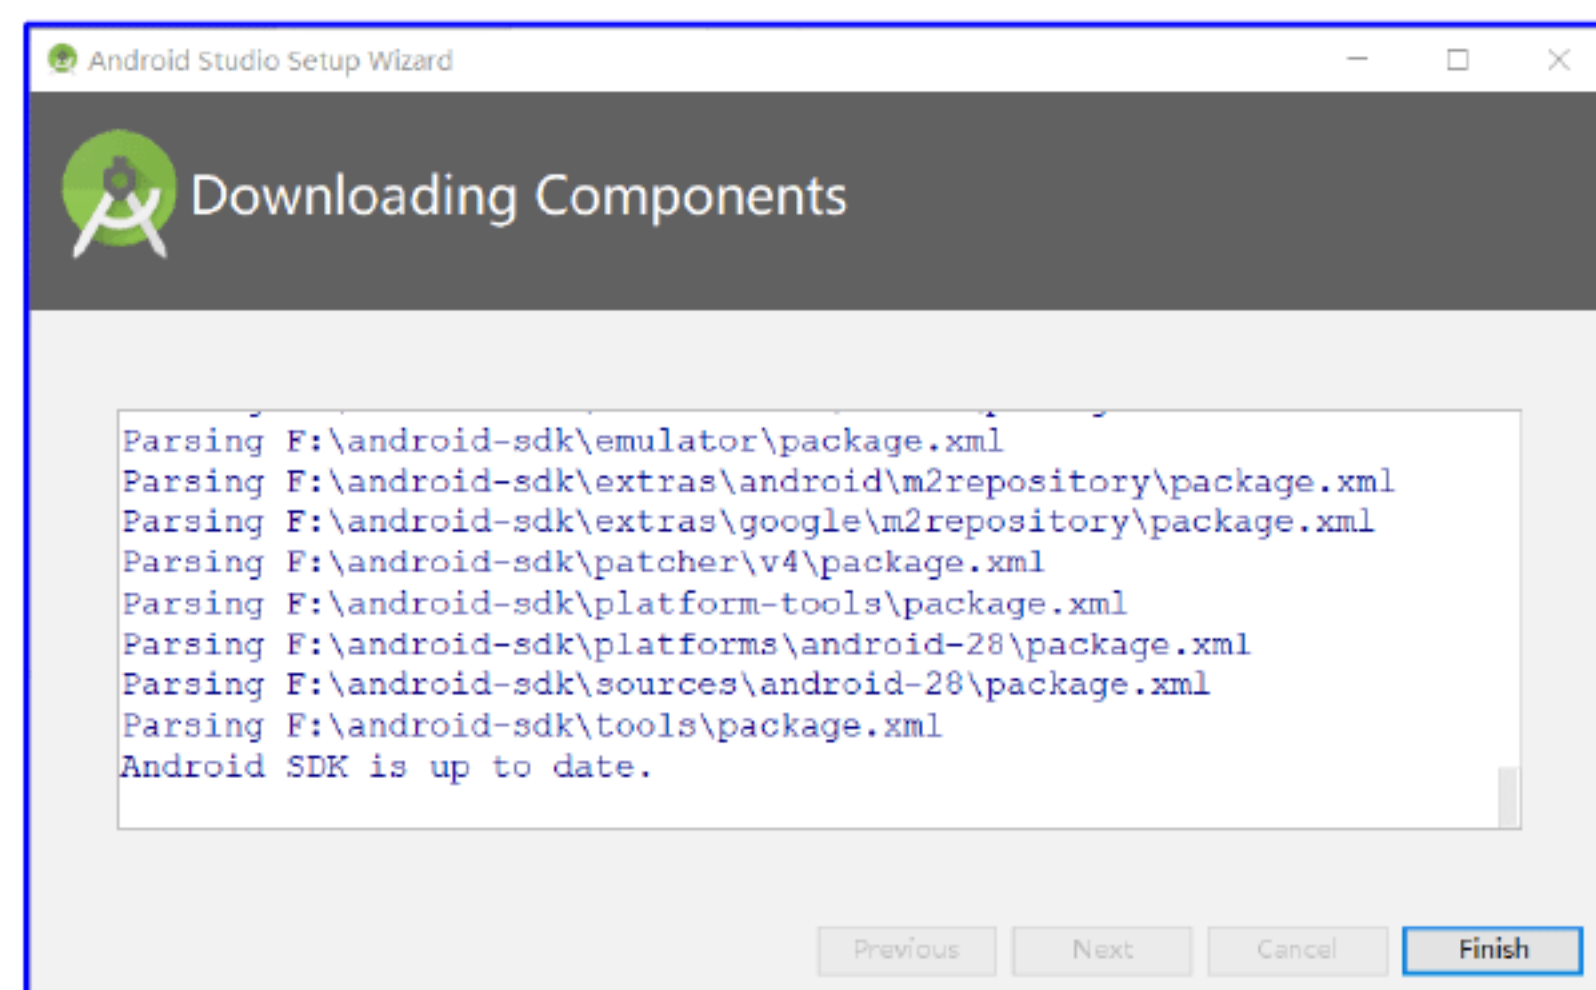 Android Studio Setup Wizard
Downloading Components
Parsing F:\android-sdk\emulator\package.xml
Parsing F:\android-sdk\extras\android\m2repository\package.xml
Parsing F:\android-sdk\extras\google\m2repository\package.xml
Parsing F:\android-sdk\patcher\v4\package.xml
Parsing F:\android-sdk\platform-tools\package.xml
Parsing F:\android-sdk\platforms\android-28\package.xml
Parsing F:\android-sdk\sources\android-28\package.xml
Parsing F:\android-sdk\tools\package.xml
Android SDK is up to date.
Previous Next Cancel Finish